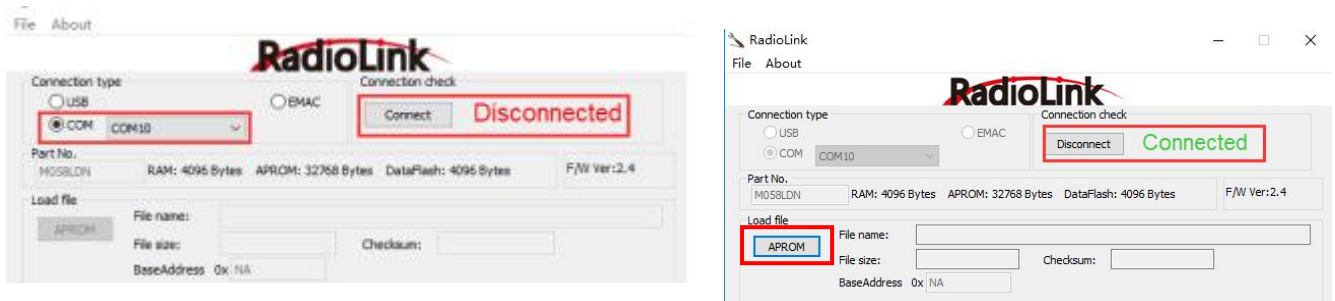 File About
RadioLink
Connection type
USB
EMAC
COM COM10
Connection check
Connect Disconnected
Part No.
M058LDN RAM: 4096 Bytes APROM: 32768 Bytes DataFlash: 4096 Bytes F/W Ver:2.4
Load file
APROM
File name:
File size: Checksum:
BaseAddress 0x NA
RadioLink
File About
RadioLink
Connection type
USB
EMAC
COM COM10
Connection check
Disconnect Connected
Part No.
M058LDN RAM: 4096 Bytes APROM: 32768 Bytes DataFlash: 4096 Bytes F/W Ver:2.4
Load file
APROM
File name:
File size: Checksum:
BaseAddress 0x NA